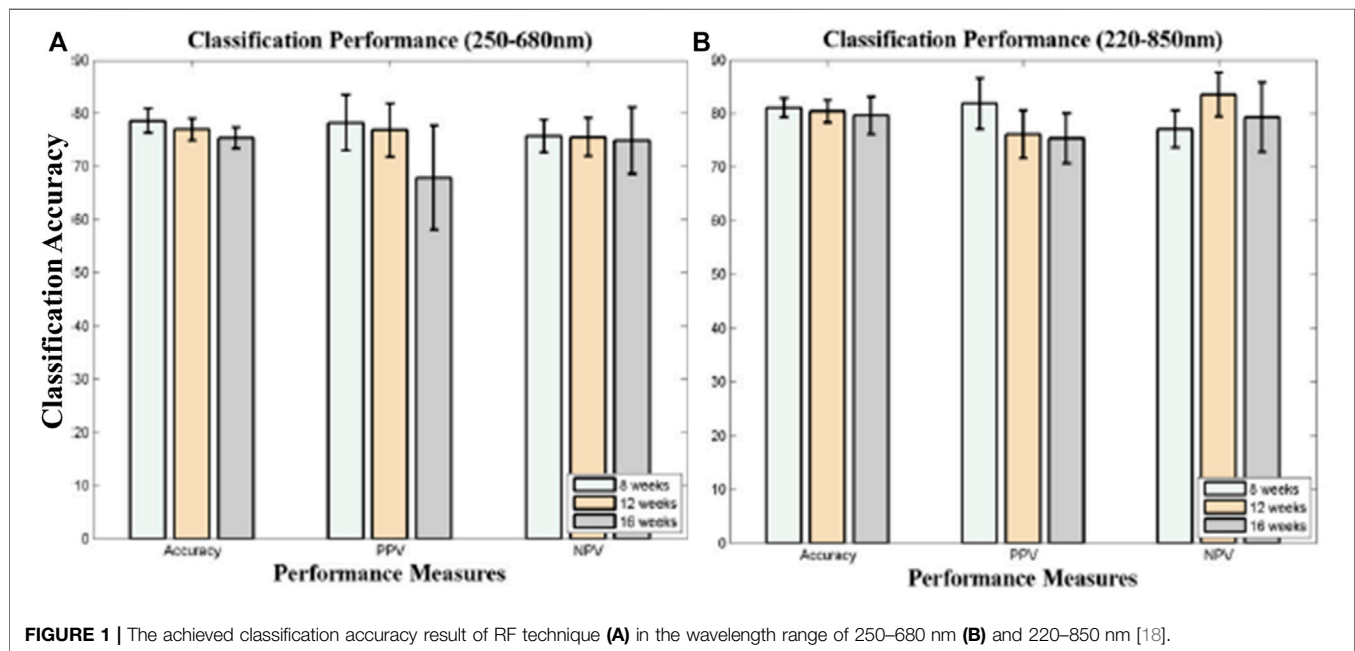 A
Classification Performance (250-680nm)
Classification Accuracy
90
80
70
60
50
40
30
20
10
0
Accuracy
PPV
NPV
8 weeks
12 weeks
16 weeks
Performance Measures
B
Classification Performance (220-850nm)
90
80
70
60
50
40
30
20
10
0
Accuracy
PPV
NPV
8 weeks
12 weeks
16 weeks
Performance Measures
FIGURE 1 | The achieved classification accuracy result of RF technique (A) in the wavelength range of 250–680 nm (B) and 220–850 nm [18].